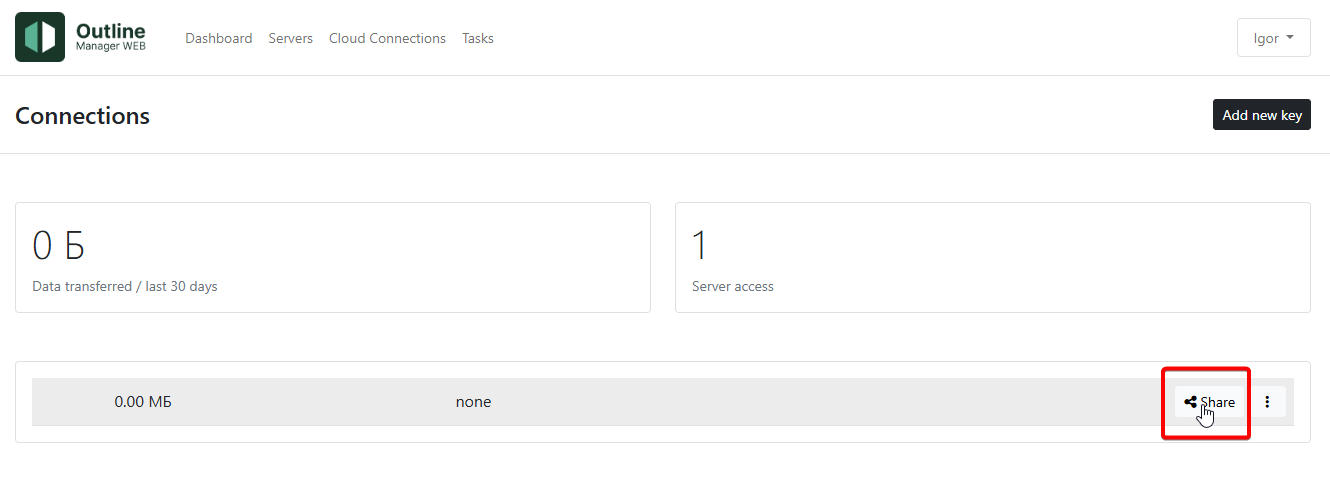 Outline
Manager WEB
Dashboard Servers Cloud Connections Tasks
Igor
Connections
Add new key
0 Б
Data transferred / last 30 days
1
Server access
0.00 МБ
none
Share